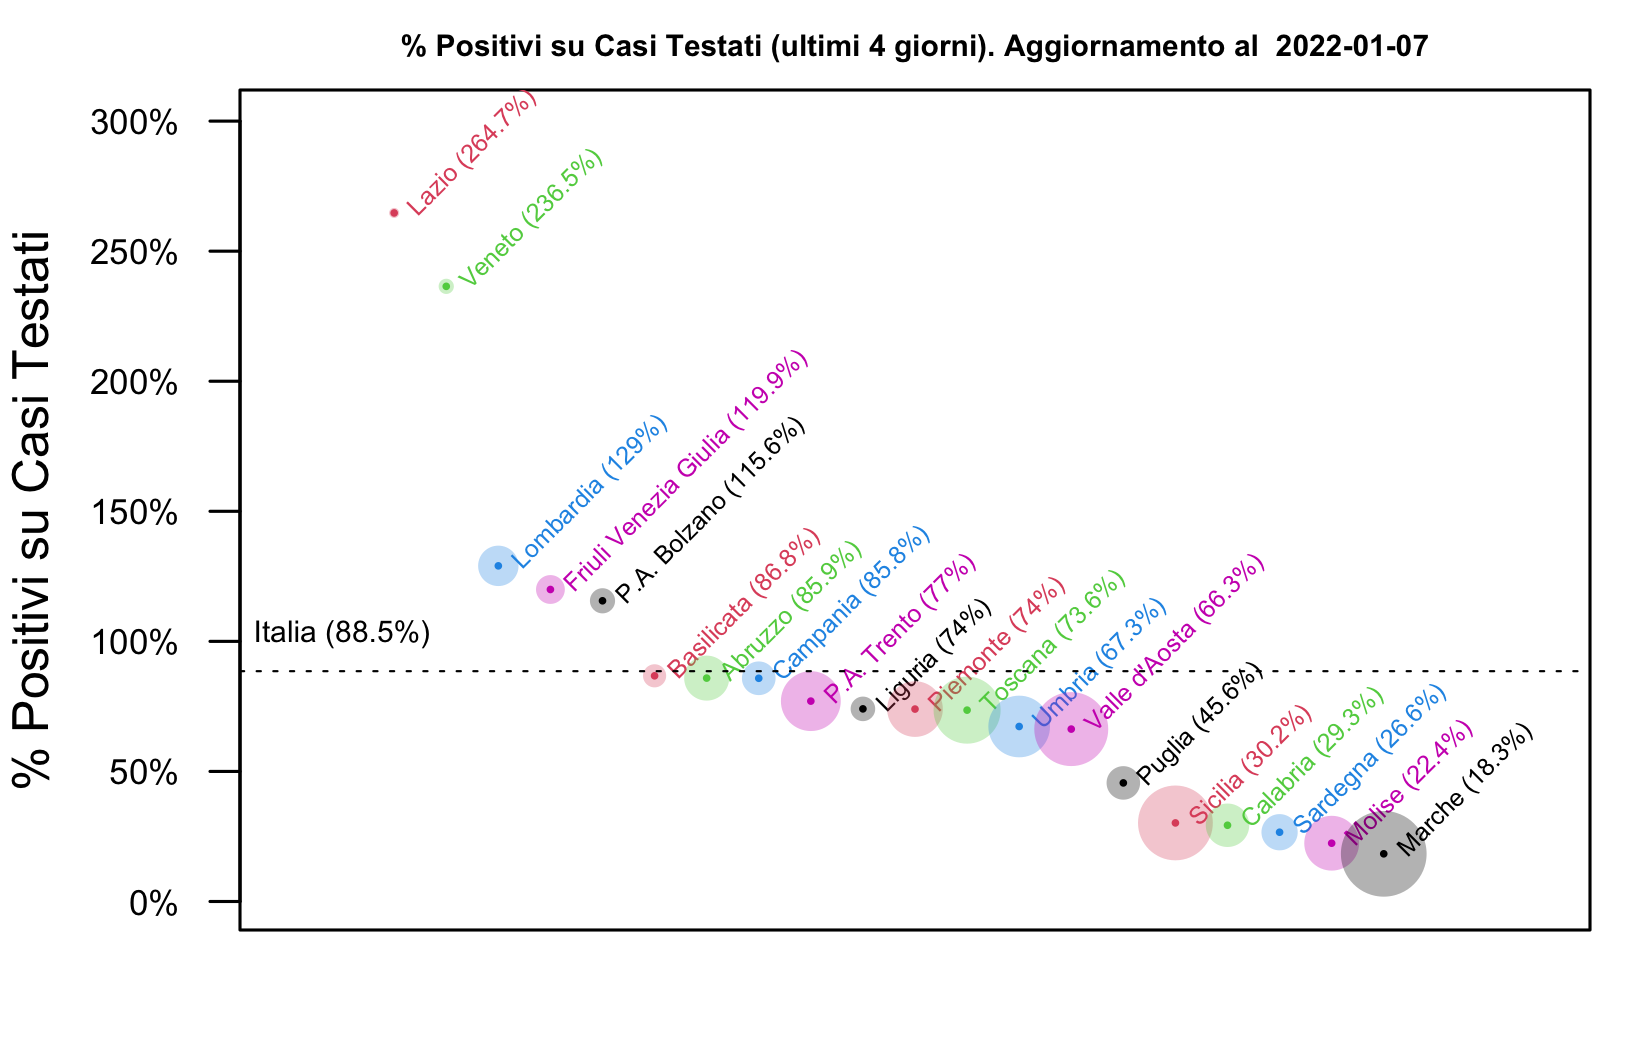 % Positivi su Casi Testati (ultimi 4 giorni). Aggiornamento al  2022-01-07
% Positivi su Casi Testati
300%
250%
200%
150%
100%
50%
0%
Italia (88.5%)
Lazio (264.7%)
Veneto (236.5%)
Lombardia (129%)
Friuli Venezia Giulia (119.9%)
P.A. Bolzano (115.6%)
Basilicata (86.8%)
Abruzzo (85.9%)
Campania (85.8%)
P.A. Trento (77%)
Liguria (74%)
Piemonte (74%)
Toscana (73.6%)
Umbria (67.3%)
Valle d'Aosta (66.3%)
Puglia (45.6%)
Sicilia (30.2%)
Calabria (29.3%)
Sardegna (26.6%)
Molise (22.4%)
Marche (18.3%)